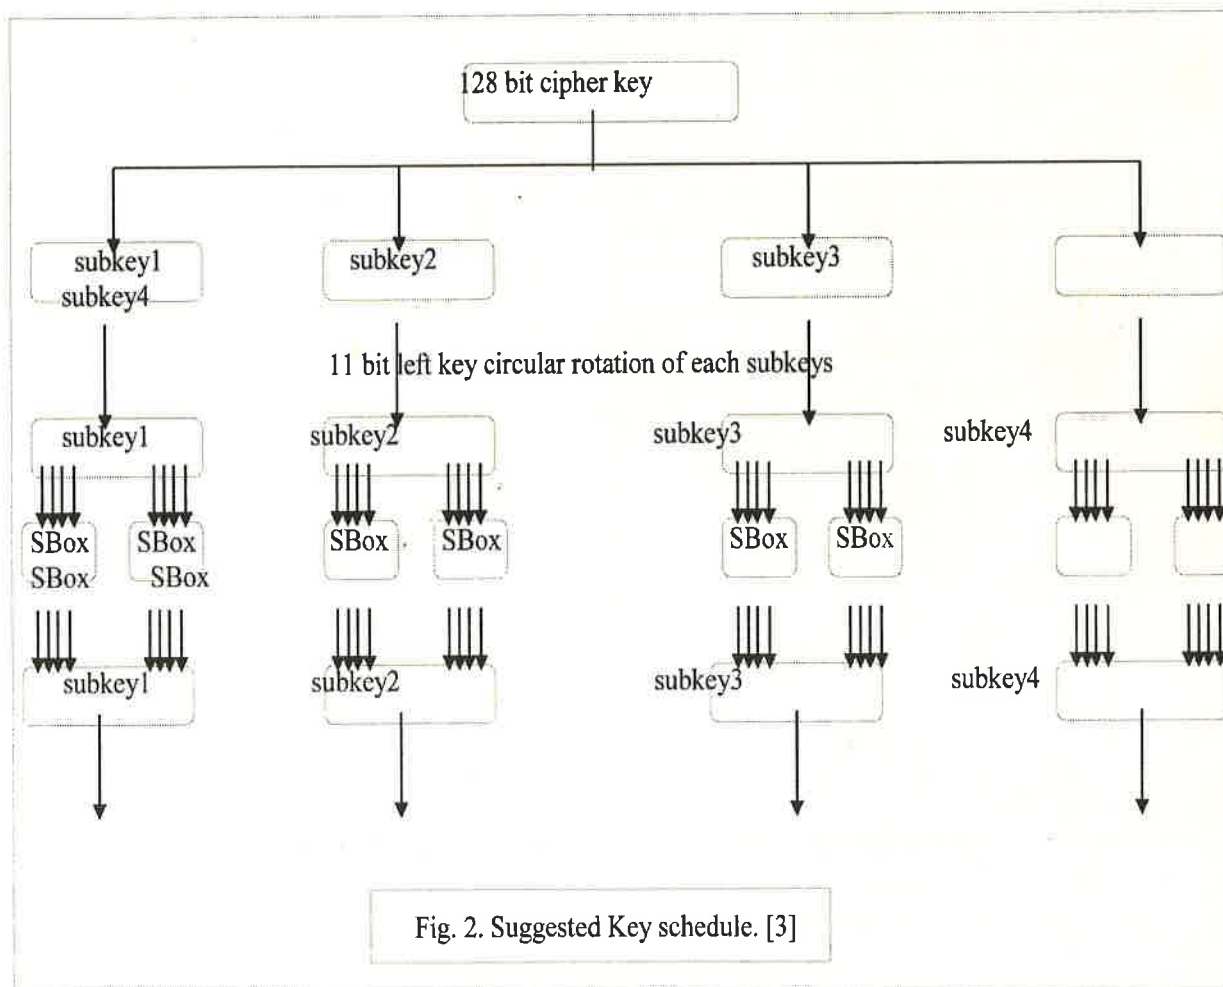 128 bit cipher key
subkey1 subkey2 subkey3
subkey4
11 bit left key circular rotation of each subkeys
subkey1 subkey2 subkey3 subkey4
SBox SBox SBox SBox SBox SBox
SBox SBox
subkey1 subkey2 subkey3 subkey4
Fig. 2. Suggested Key schedule. [3]